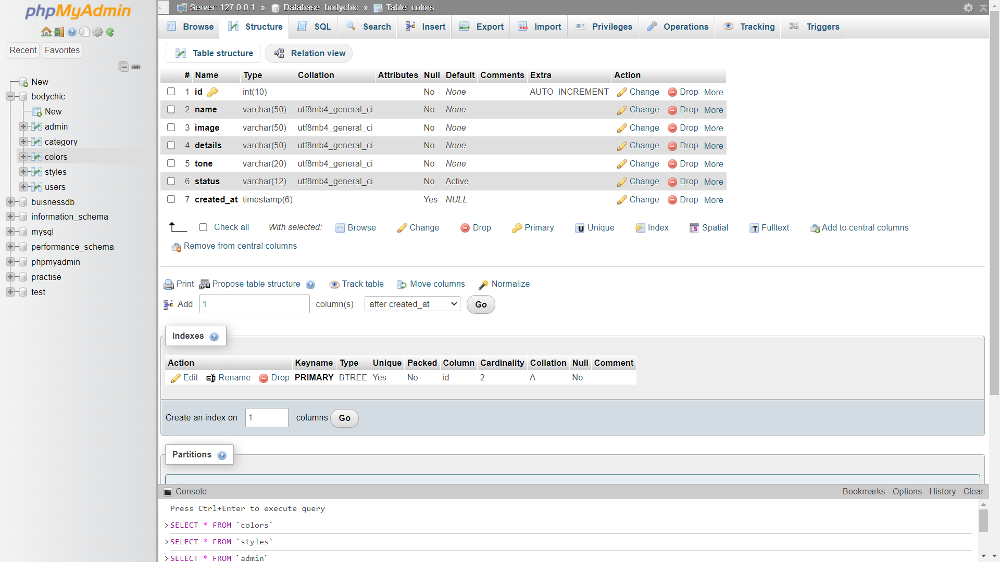 phpMyAdmin
Recent Favorites
New
bodychic
New
admin
category
colors
styles
users
buisnessdb
information_schema
mysql
performance_schema
phpmyadmin
practise
test
Server: 127.0.0.1 » Database: bodychic » Table: colors
Browse Structure SQL Search Insert Export Import Privileges Operations Tracking Triggers
Table structure Relation view
# Name Type Collation Attributes Null Default Comments Extra Action
1 id int(10) No None AUTO_INCREMENT Change Drop More
2 name varchar(50) utf8mb4_general_ci No None Change Drop More
3 image varchar(50) utf8mb4_general_ci No None Change Drop More
4 details varchar(50) utf8mb4_general_ci No None Change Drop More
5 tone varchar(20) utf8mb4_general_ci No None Change Drop More
6 status varchar(12) utf8mb4_general_ci No Active Change Drop More
7 created_at timestamp(6) Yes NULL Change Drop More
Check all With selected: Browse Change Drop Primary Unique Index Spatial Fulltext Add to central columns
Remove from central columns
Print Propose table structure Track table Move columns Normalize
Add 1 column(s) after created_at Go
Indexes
Action Keyname Type Unique Packed Column Cardinality Collation Null Comment
Edit Rename Drop PRIMARY BTREE Yes No id 2 A No
Create an index on 1 columns Go
Partitions
Console Bookmarks Options History Clear
Press Ctrl+Enter to execute query
>SELECT * FROM `colors`
>SELECT * FROM `styles`
>SELECT * FROM `admin`